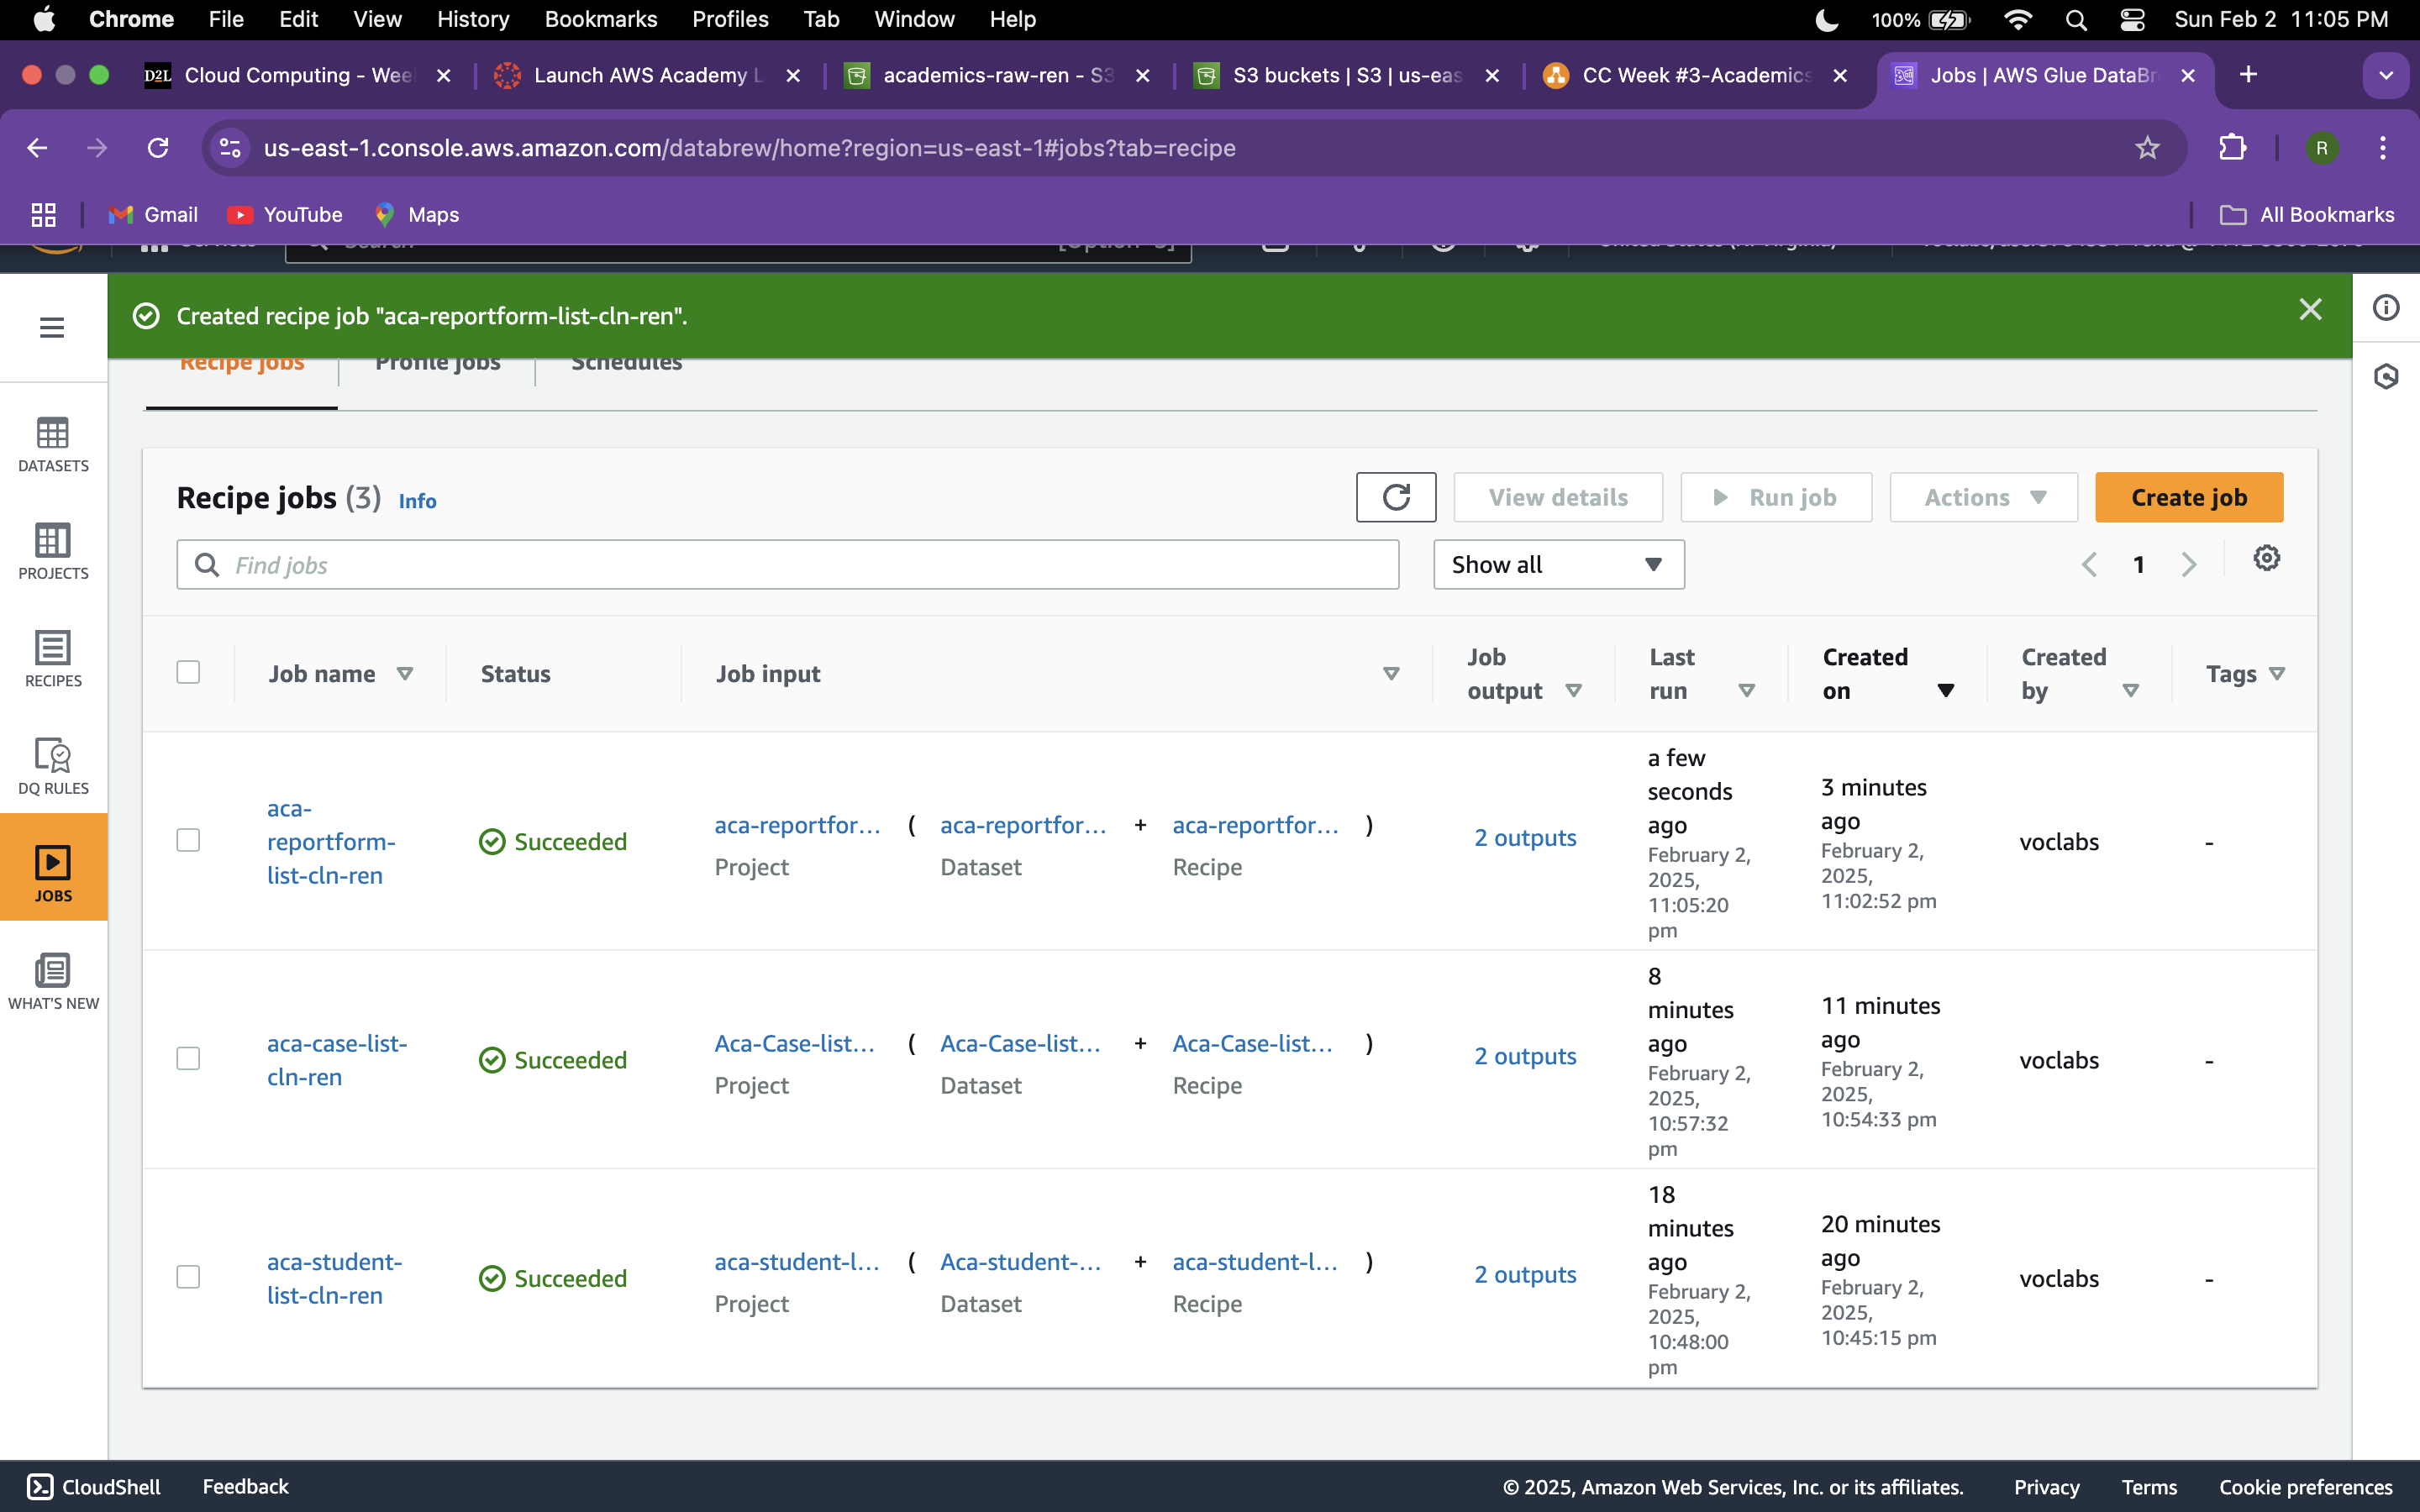 Chrome File Edit View History Bookmarks Profiles Tab Window Help 100% Sun Feb 2 11:05 PM
D2L Cloud Computing - Wee Launch AWS Academy L academics-raw-ren - S3 S3 buckets | S3 | us-eas CC Week #3-Academics Jobs | AWS Glue DataBr
us-east-1.console.aws.amazon.com/databrew/home?region=us-east-1#jobs?tab=recipe R
Gmail YouTube Maps All Bookmarks
Created recipe job "aca-reportform-list-cln-ren".
Recipe jobs Profile jobs Schedules
DATASETS
PROJECTS
RECIPES
DQ RULES
JOBS
WHAT'S NEW
Recipe jobs (3) Info View details Run job Actions Create job
Find jobs Show all 1
Job name Status Job input Job output Last run Created on Created by Tags
aca-reportform-list-cln-ren Succeeded aca-reportfor... ( aca-reportfor... + aca-reportfor... ) 2 outputs a few seconds ago 3 minutes ago voclabs -
Project Dataset Recipe February 2, 2025, 11:05:20 pm February 2, 2025, 11:02:52 pm
aca-case-list-cln-ren Succeeded Aca-Case-list... ( Aca-Case-list... + Aca-Case-list... ) 2 outputs 8 minutes ago 11 minutes ago voclabs -
Project Dataset Recipe February 2, 2025, 10:57:32 pm February 2, 2025, 10:54:33 pm
aca-student-list-cln-ren Succeeded aca-student-l... ( Aca-student-... + aca-student-l... ) 2 outputs 18 minutes ago 20 minutes ago voclabs -
Project Dataset Recipe February 2, 2025, 10:48:00 pm February 2, 2025, 10:45:15 pm
CloudShell Feedback © 2025, Amazon Web Services, Inc. or its affiliates. Privacy Terms Cookie preferences